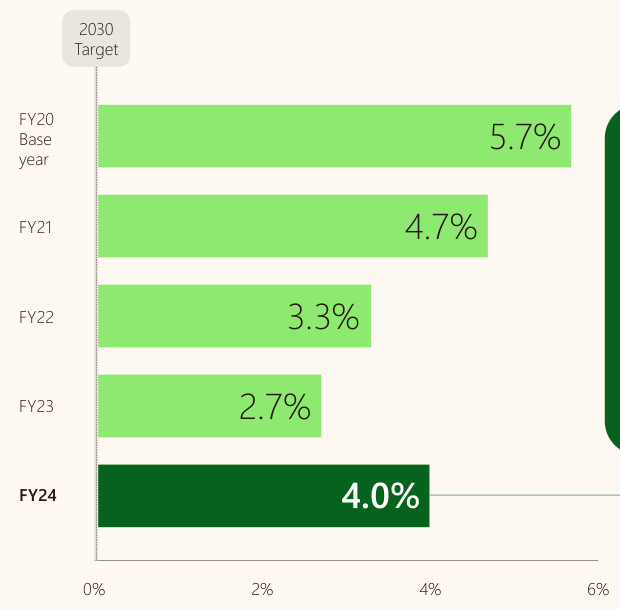 2030
Target
FY20
Base
year
5.7%
FY21
4.7%
FY22
3.3%
FY23
2.7%
FY24
4.0%
0%
2%
4%
6%